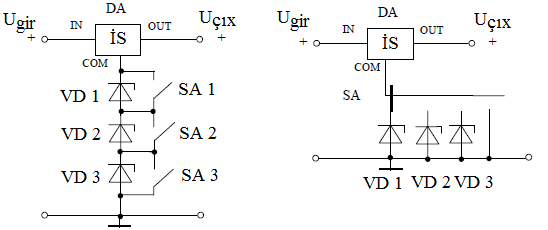 DA
Uçıx
Ugir
+
IN
İS
OUT
+
COM
VD 1
SA 1
VD 2
SA 2
VD 3
SA 3
DA
Uçıx
Ugir
+
IN
İS
OUT
+
COM
SA
VD 1
VD 2
VD 3